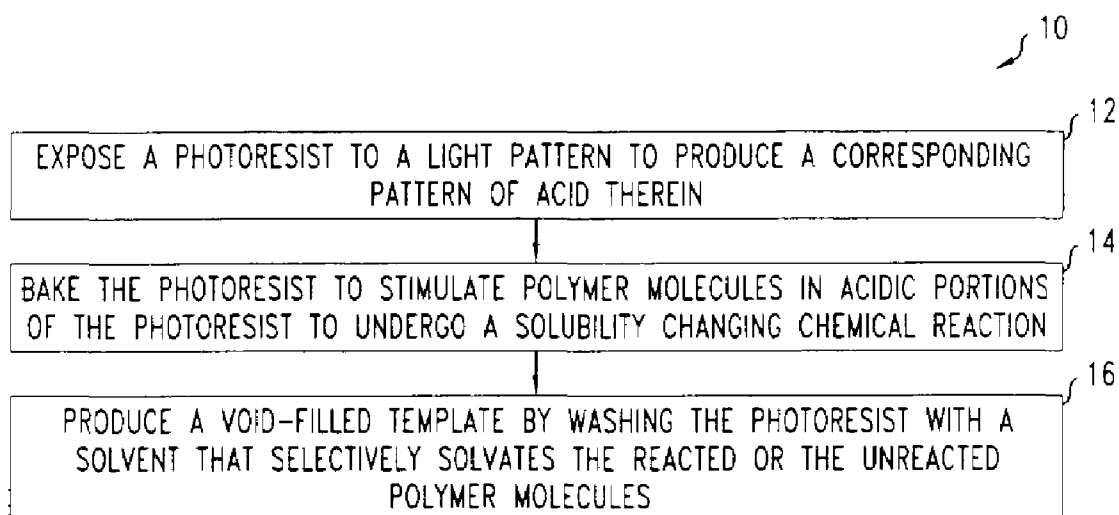 10
12
EXPOSE A PHOTORESIST TO A LIGHT PATTERN TO PRODUCE A CORRESPONDING
PATTERN OF ACID THEREIN
14
BAKE THE PHOTORESIST TO STIMULATE POLYMER MOLECULES IN ACIDIC PORTIONS
OF THE PHOTORESIST TO UNDERGO A SOLUBILITY CHANGING CHEMICAL REACTION
16
PRODUCE A VOID-FILLED TEMPLATE BY WASHING THE PHOTORESIST WITH A
SOLVENT THAT SELECTIVELY SOLVATES THE REACTED OR THE UNREACTED
POLYMER MOLECULES